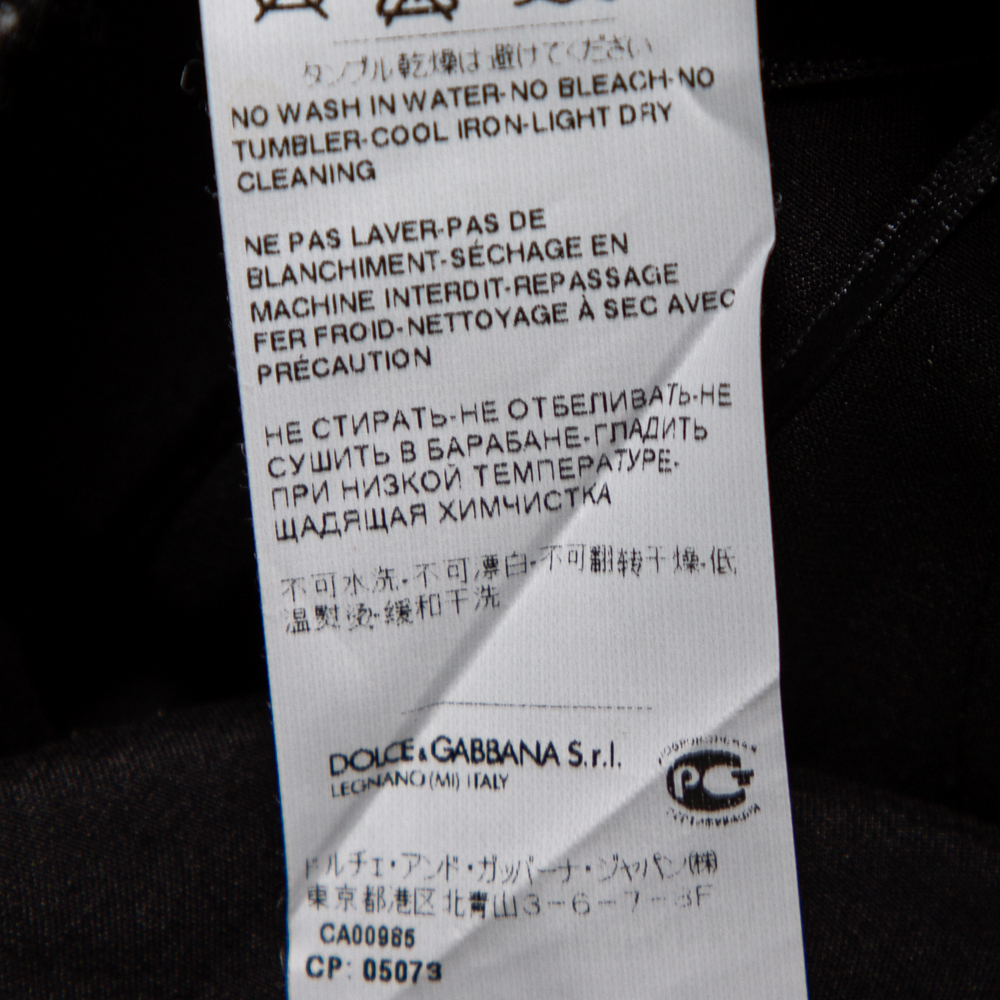 タンブル乾燥は避けてください
NO WASH IN WATER-NO BLEACH-NO
TUMBLER-COOL IRON-LIGHT DRY
CLEANING
NE PAS LAVER-PAS DE
BLANCHIMENT-SÉCHAGE EN
MACHINE INTERDIT-REPASSAGE
FER FROID-NETTOYAGE À SEC AVEC
PRÉCAUTION
НЕ СТИРАТЬ-НЕ ОТБЕЛИВАТЬ-НЕ
СУШИТЬ В БАРАБАНЕ-ГЛАДИТЬ
ПРИ НИЗКОЙ ТЕМПЕРАТУРЕ-
ЩАДЯЩАЯ ХИМЧИСТКА
不可水洗-不可漂白-不可翻转干燥-低
温熨烫-缓和干洗
DOLCE & GABBANA S.r.l.
LEGNANO (MI) ITALY
РСТ
ドルチェ・アンド・ガッバーナ・ジャパン(株)
東京都港区北青山3-6-7-3F
CA00985
CP: 05073